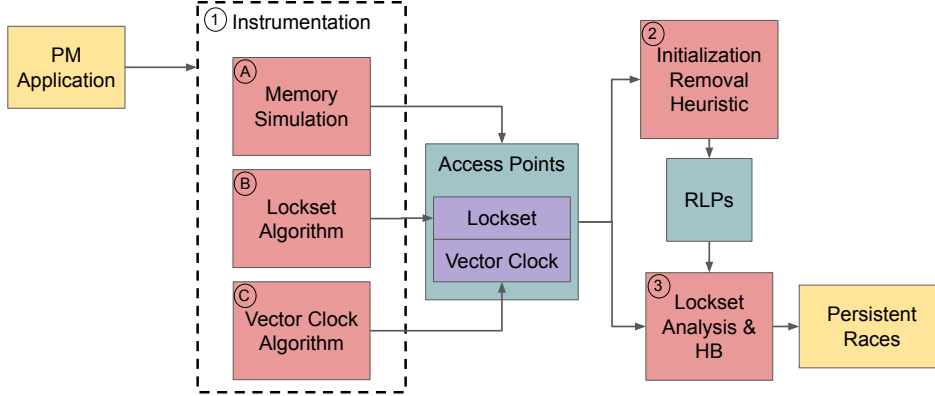 PM
Application
1 Instrumentation
A
Memory
Simulation
B
Lockset
Algorithm
C
Vector Clock
Algorithm
Access Points
Lockset
Vector Clock
2
Initialization
Removal
Heuristic
RLPs
3
Lockset
Analysis &
HB
Persistent
Races